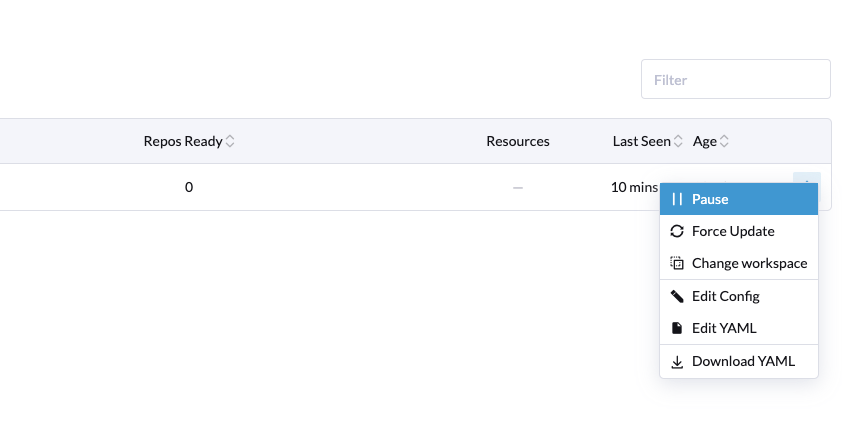 Filter
Repos Ready Resources Last Seen Age
0 — 10 mins
Pause
Force Update
Change workspace
Edit Config
Edit YAML
Download YAML